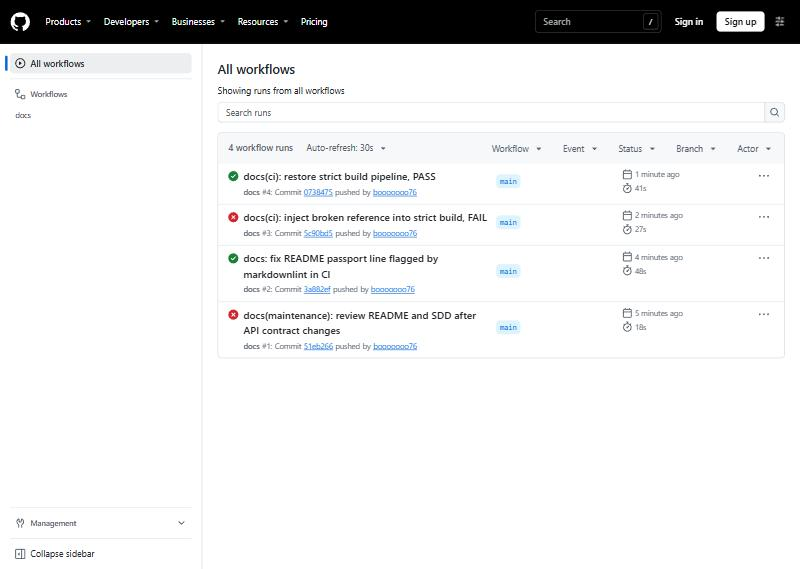 Products Developers Businesses Resources Pricing Search / Sign in Sign up
All workflows
Workflows
docs
Management
Collapse sidebar
All workflows
Showing runs from all workflows
Search runs
4 workflow runs Auto-refresh: 30s Workflow Event Status Branch Actor
docs(ci): restore strict build pipeline, PASS
docs #4: Commit 0738475 pushed by booooooo76
main
1 minute ago
41s
docs(ci): inject broken reference into strict build, FAIL
docs #3: Commit 5c90bd5 pushed by booooooo76
main
2 minutes ago
27s
docs: fix README passport line flagged by
markdownlint in CI
docs #2: Commit 3a882ef pushed by booooooo76
main
4 minutes ago
48s
docs(maintenance): review README and SDD after
API contract changes
docs #1: Commit 51eb266 pushed by booooooo76
main
5 minutes ago
18s